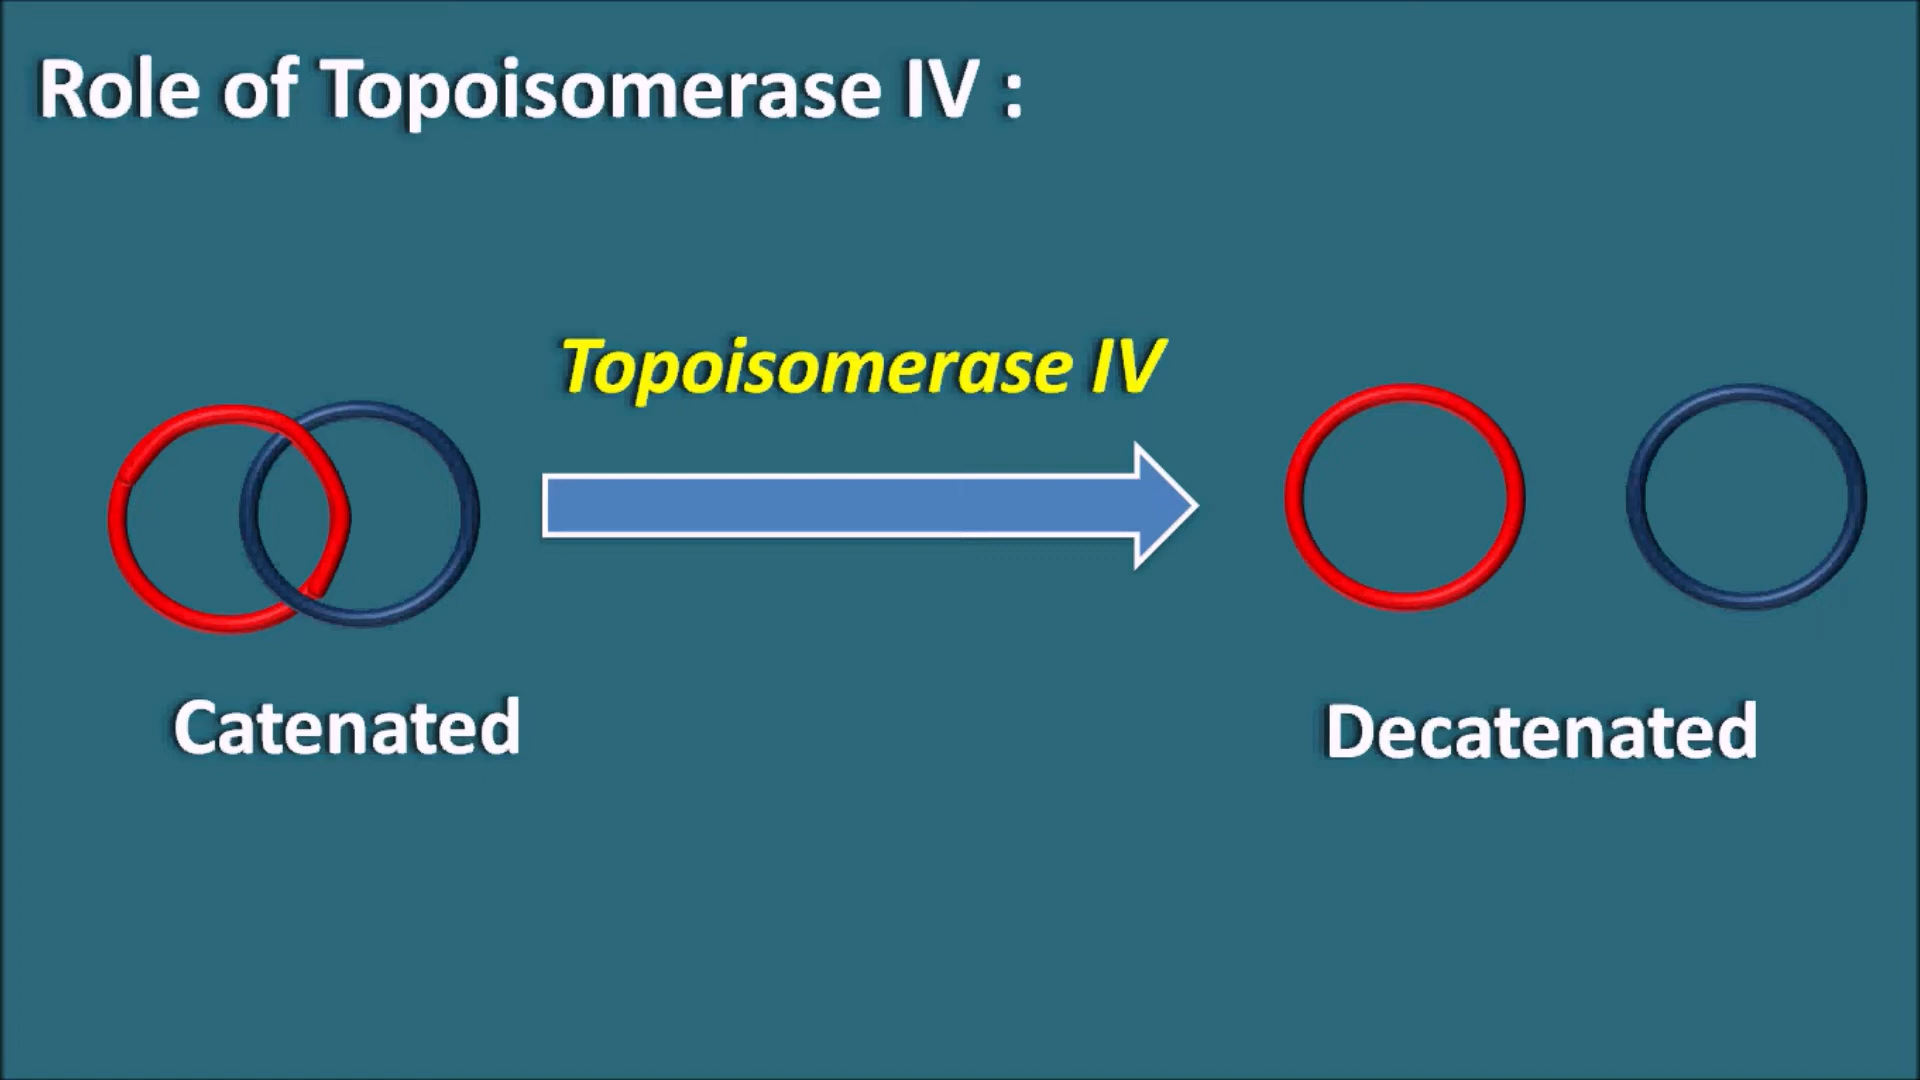 Role of Topoisomerase IV :
Topoisomerase IV
Catenated
Decatenated